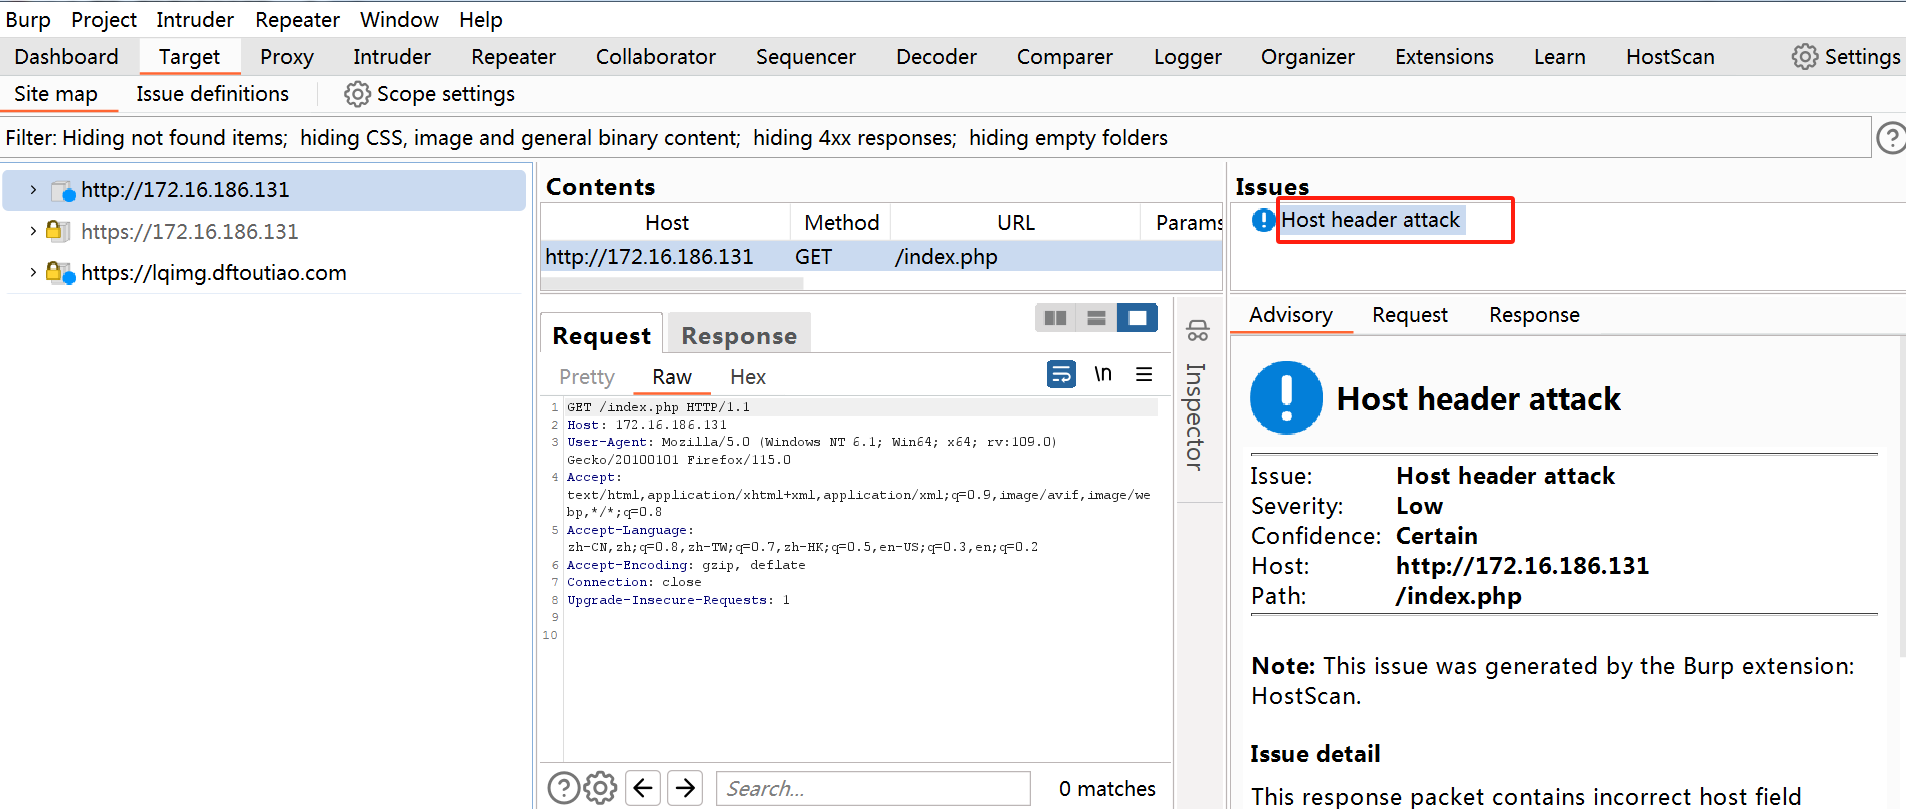 Burp Project Intruder Repeater Window Help
Dashboard Target Proxy Intruder Repeater Collaborator Sequencer Decoder Comparer Logger Organizer Extensions Learn HostScan Settings
Site map Issue definitions Scope settings
Filter: Hiding not found items; hiding CSS, image and general binary content; hiding 4xx responses; hiding empty folders
http://172.16.186.131
https://172.16.186.131
https://lqimg.dftoutiao.com
Contents
Host Method URL Params
http://172.16.186.131 GET /index.php
Request Response
Pretty Raw Hex
\n
1 GET /index.php HTTP/1.1
2 Host: 172.16.186.131
3 User-Agent: Mozilla/5.0 (Windows NT 6.1; Win64; x64; rv:109.0)
Gecko/20100101 Firefox/115.0
4 Accept:
text/html,application/xhtml+xml,application/xml;q=0.9,image/avif,image/we
bp,*/*;q=0.8
5 Accept-Language:
zh-CN,zh;q=0.8,zh-TW;q=0.7,zh-HK;q=0.5,en-US;q=0.3,en;q=0.2
6 Accept-Encoding: gzip, deflate
7 Connection: close
8 Upgrade-Insecure-Requests: 1
9
10
Search...
0 matches
Inspector
Issues
Host header attack
Advisory Request Response
Host header attack
Issue: Host header attack
Severity: Low
Confidence: Certain
Host: http://172.16.186.131
Path: /index.php
Note: This issue was generated by the Burp extension:
HostScan.
Issue detail
This response packet contains incorrect host field